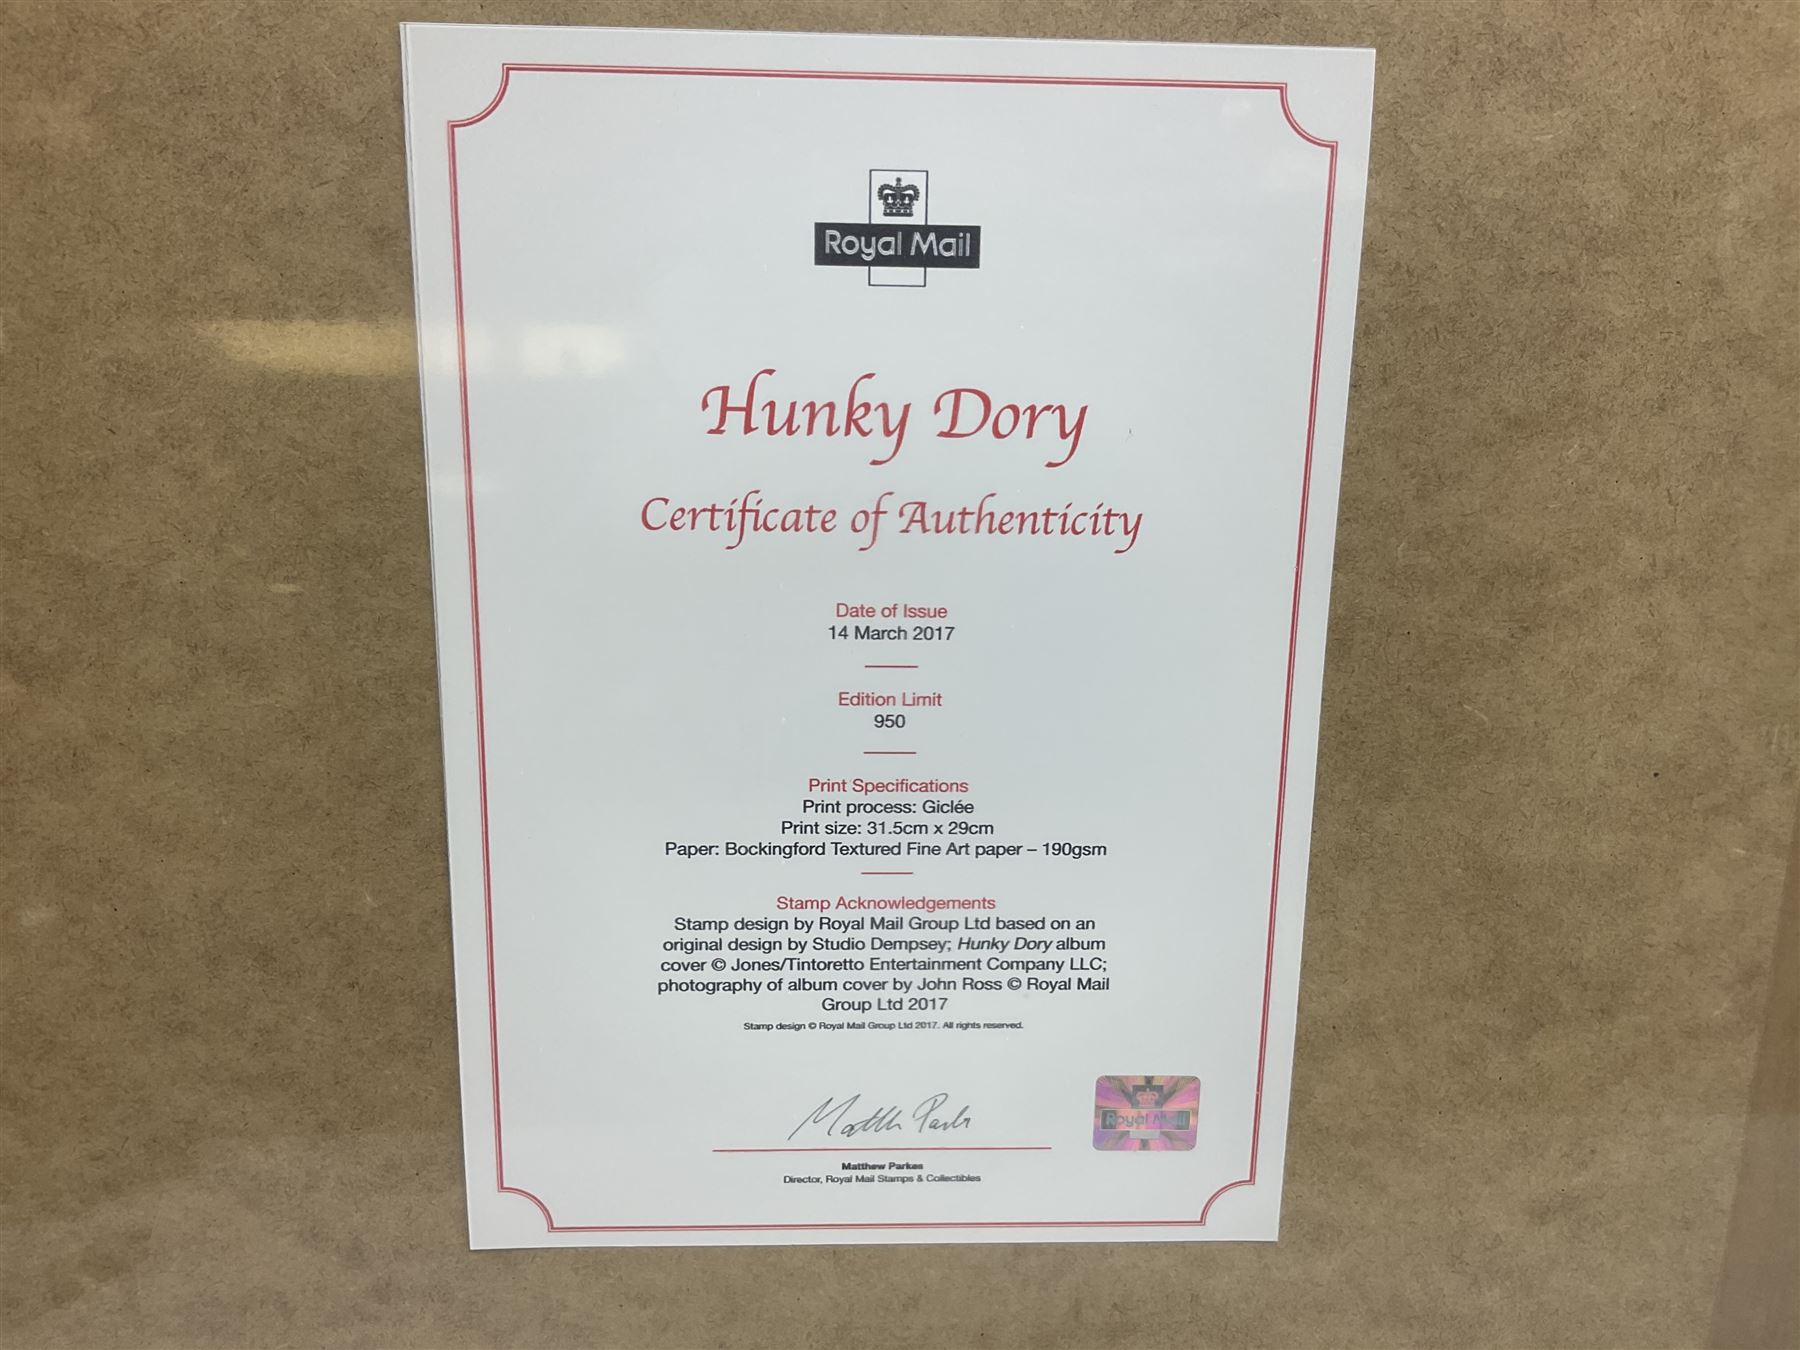 Royal Mail
Hunky Dory
Certificate of Authenticity
Date of Issue
14 March 2017
Edition Limit
950
Print Specifications
Print process: Giclée
Print size: 31.5cm x 29cm
Paper: Bockingford Textured Fine Art paper – 190gsm
Stamp Acknowledgements
Stamp design by Royal Mail Group Ltd based on an
original design by Studio Dempsey; Hunky Dory album
cover © Jones/Tintoretto Entertainment Company LLC;
photography of album cover by John Ross © Royal Mail
Group Ltd 2017
Stamp design © Royal Mail Group Ltd 2017. All rights reserved.
Matthew Parkes
Royal Mail
Matthew Parkes
Director, Royal Mail Stamps & Collectibles